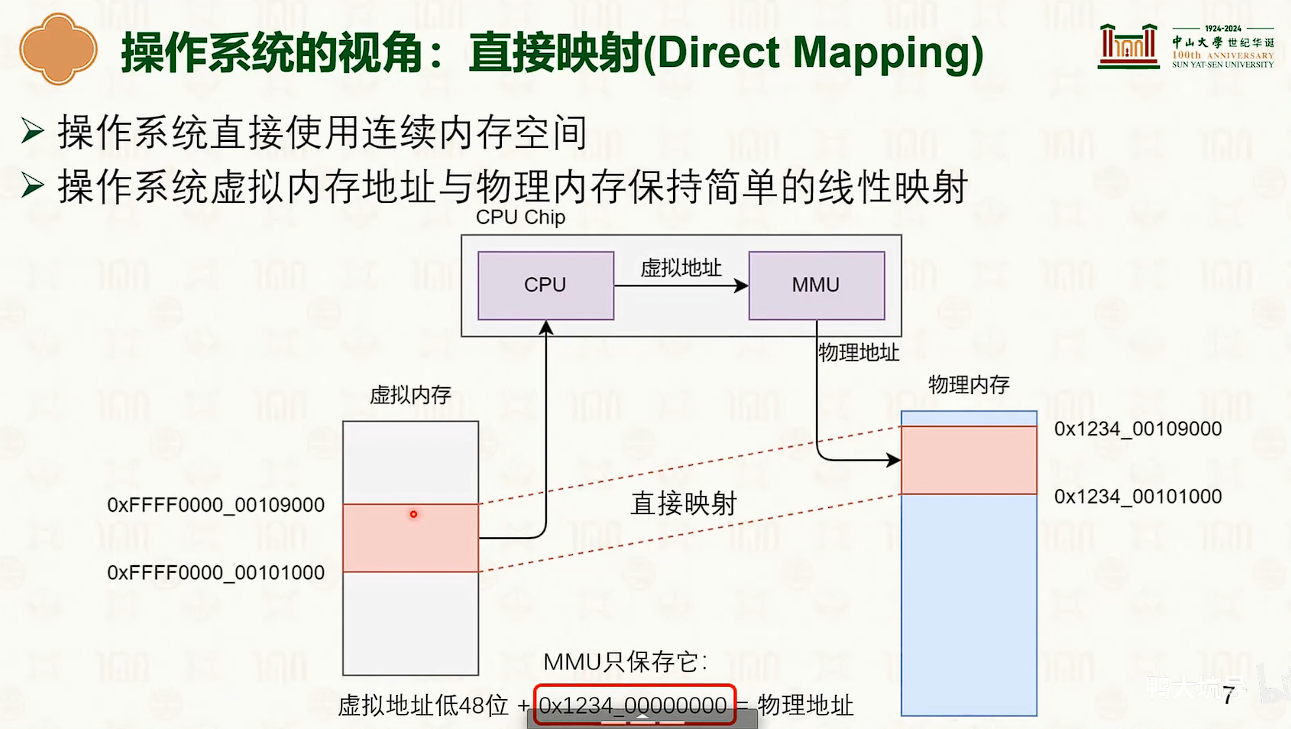 操作系统的视角：直接映射(Direct Mapping)
1924-2024
中山大學 世纪华诞
100th ANNIVERSARY
SUN YAT-SEN UNIVERSITY
操作系统直接使用连续内存空间
操作系统虚拟内存地址与物理内存保持简单的线性映射
CPU Chip
CPU
虚拟地址
MMU
物理地址
虚拟内存
物理内存
0x1234_00109000
0x1234_00101000
0xFFFF0000_00109000
直接映射
0xFFFF0000_00101000
MMU只保存它：
虚拟地址低48位 + 0x1234_00000000 = 物理地址
7